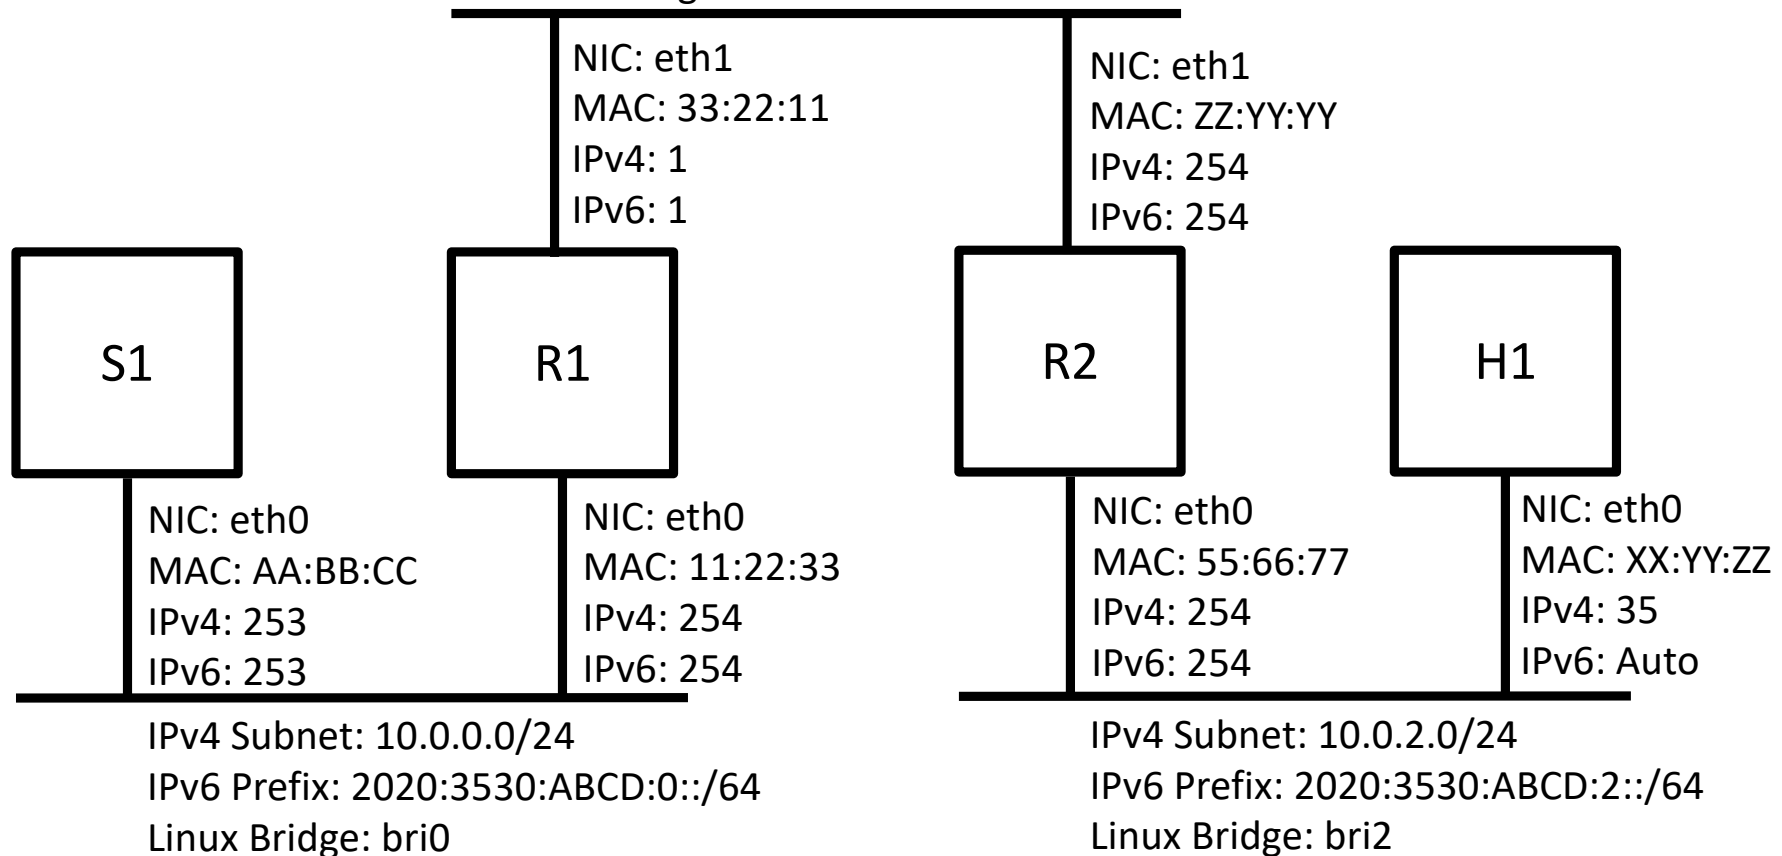 NIC: eth1
MAC: 33:22:11
IPv4: 1
IPv6: 1
NIC: eth1
MAC: ZZ:YY:YY
IPv4: 254
IPv6: 254
S1
R1
R2
H1
NIC: eth0
MAC: AA:BB:CC
IPv4: 253
IPv6: 253
NIC: eth0
MAC: 11:22:33
IPv4: 254
IPv6: 254
NIC: eth0
MAC: 55:66:77
IPv4: 254
IPv6: 254
NIC: eth0
MAC: XX:YY:ZZ
IPv4: 35
IPv6: Auto
IPv4 Subnet: 10.0.0.0/24
IPv6 Prefix: 2020:3530:ABCD:0::/64
Linux Bridge: bri0
IPv4 Subnet: 10.0.2.0/24
IPv6 Prefix: 2020:3530:ABCD:2::/64
Linux Bridge: bri2